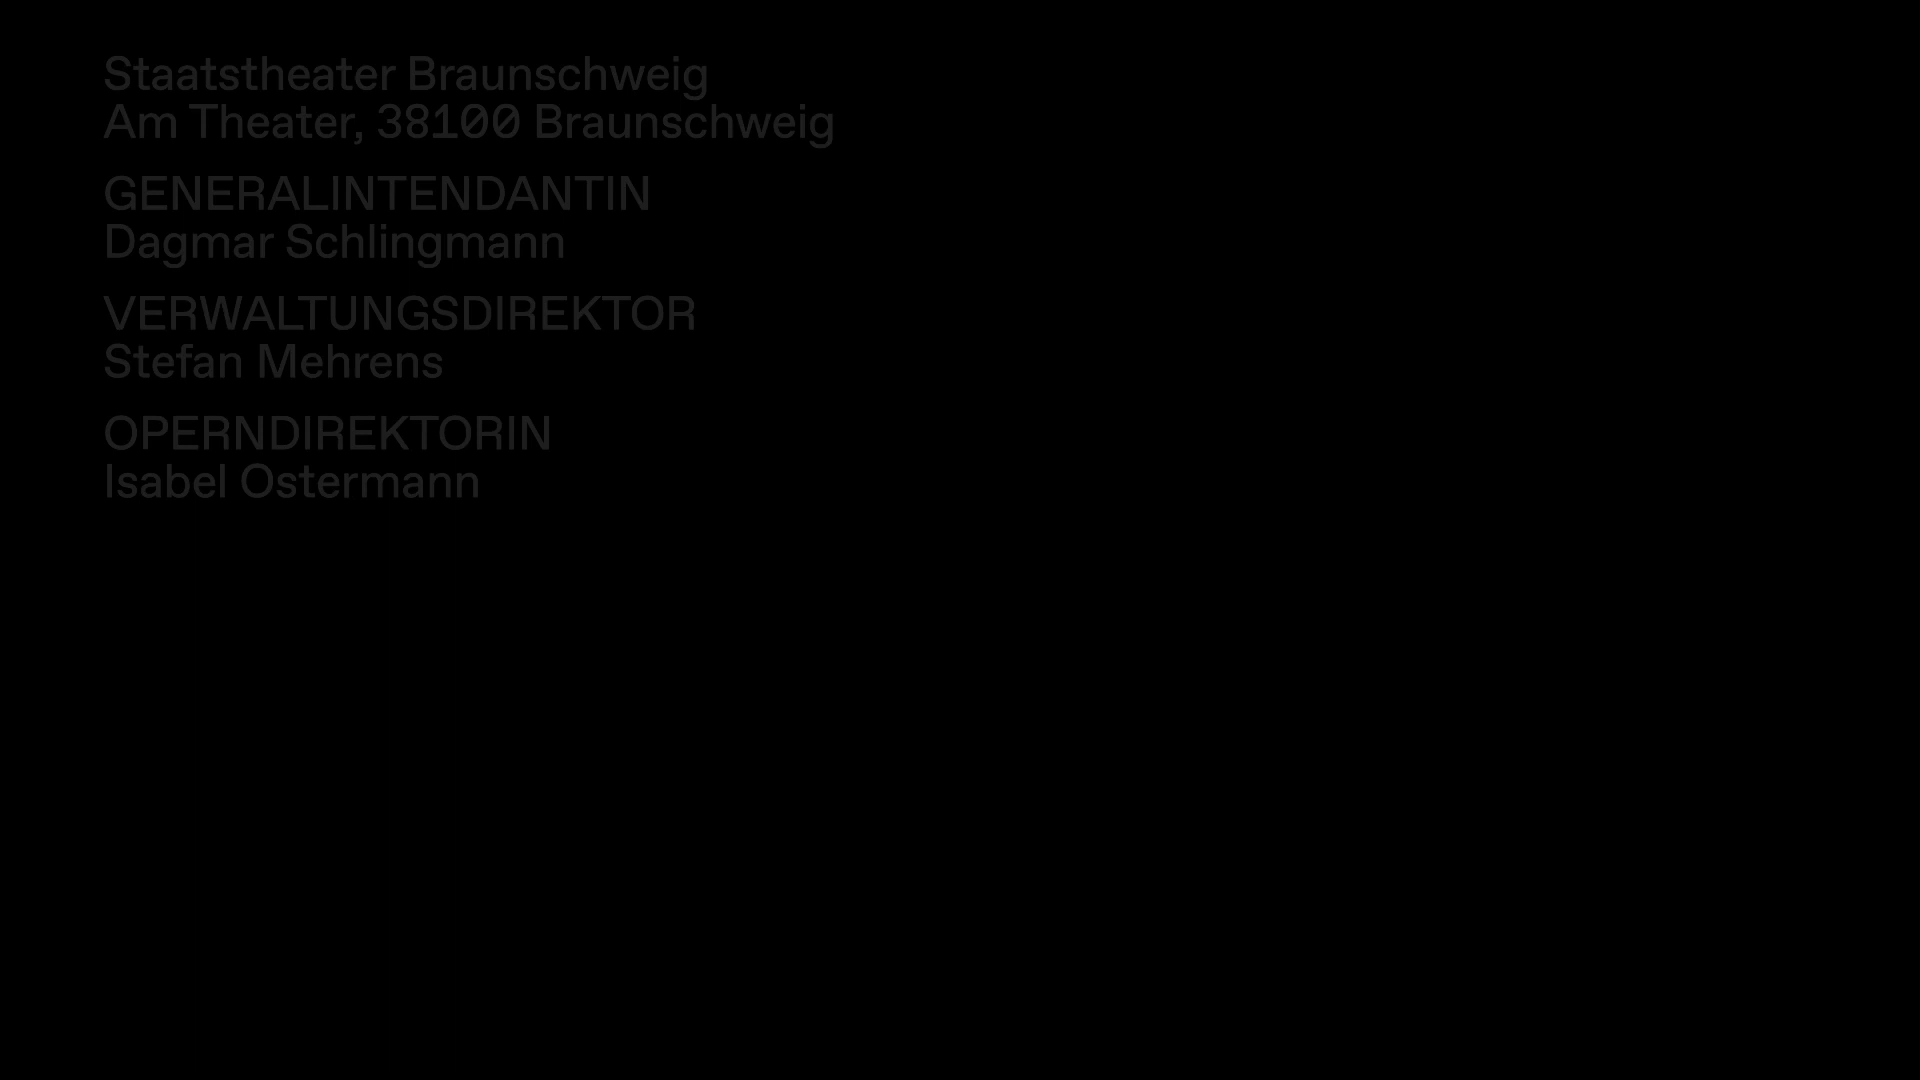 Staatstheater Braunschweig
Am Theater, 38100 Braunschweig
GENERALINTENDANTIN
Dagmar Schlingmann
VERWALTUNGSDIREKTOR
Stefan Mehrens
OPERNDIREKTORIN
Isabel Ostermann